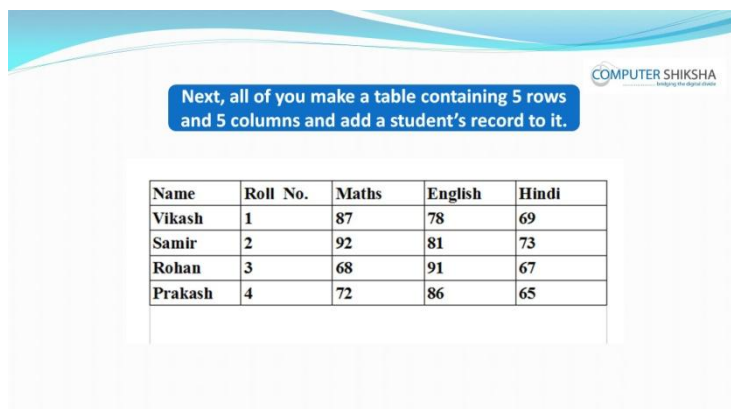 COMPUTER SHIKSHA
bridging the digital divide
Next, all of you make a table containing 5 rows
and 5 columns and add a student's record to it.
Name Roll No. Maths English Hindi
Vikash 1 87 78 69
Samir 2 92 81 73
Rohan 3 68 91 67
Prakash 4 72 86 65